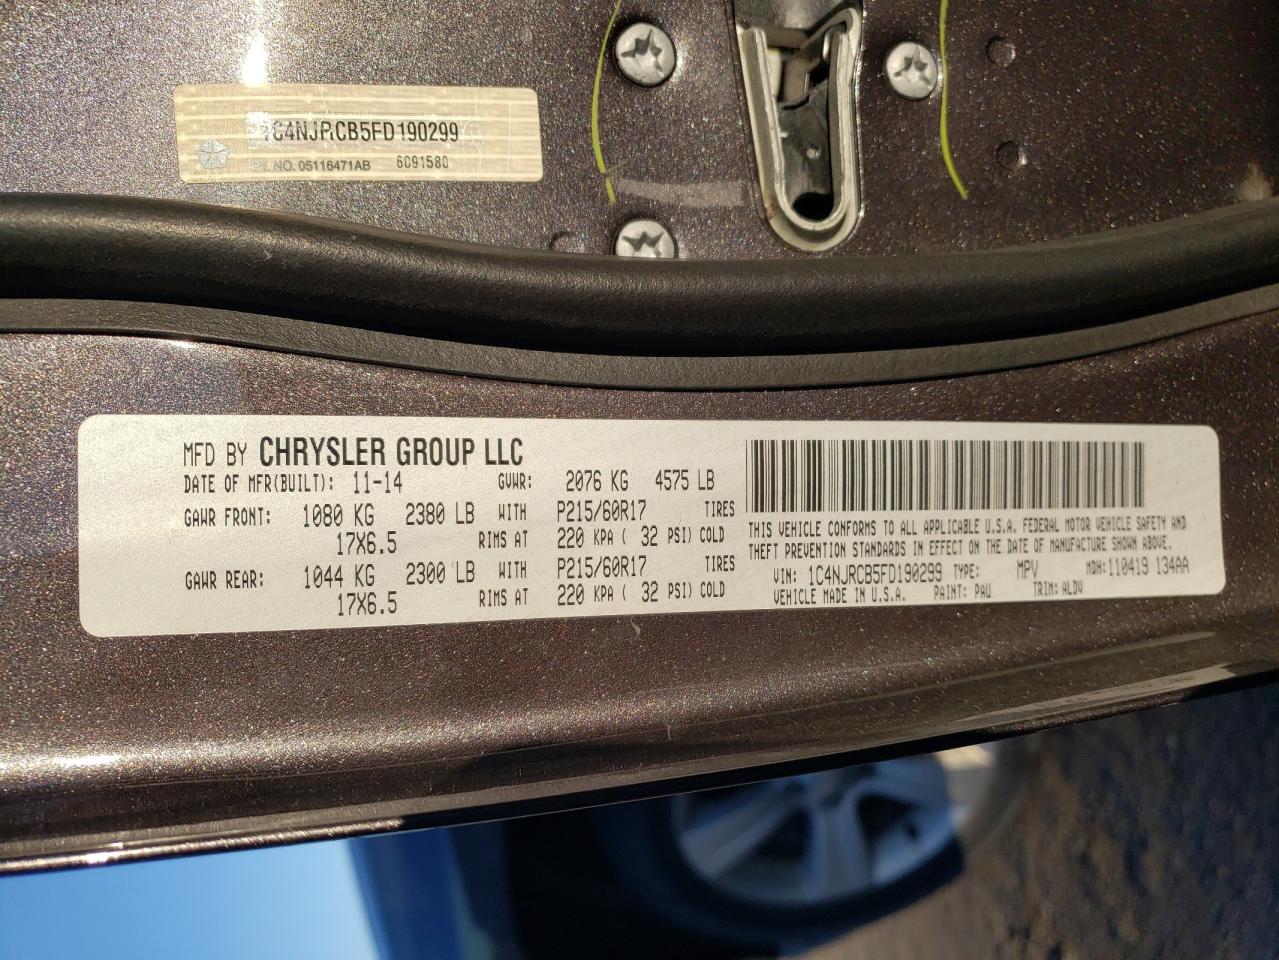 1C4NJRCB5FD190299
PT. NO. 05116471AB 6091580
MFD BY CHRYSLER GROUP LLC
DATE OF MFR(BUILT): 11-14 GVWR: 2076 KG 4575 LB
GAWR FRONT: 1080 KG 2380 LB WITH P215/60R17 TIRES
17X6.5 RIMS AT 220 KPA ( 32 PSI) COLD
GAWR REAR: 1044 KG 2300 LB WITH P215/60R17 TIRES
17X6.5 RIMS AT 220 KPA ( 32 PSI) COLD
THIS VEHICLE CONFORMS TO ALL APPLICABLE U.S.A. FEDERAL MOTOR VEHICLE SAFETY AND
THEFT PREVENTION STANDARDS IN EFFECT ON THE DATE OF MANUFACTURE SHOWN ABOVE.
VIN: 1C4NJRCB5FD190299 TYPE: MPV MDH: 110419 134AA
VEHICLE MADE IN U.S.A. PAINT: PAU TRIM: ALDV